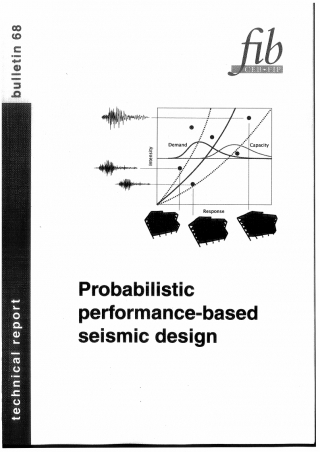 bulletin 68
technical report
fib
CEB-FIP
Demand
Capacity
Intensity
Response
Probabilistic
performance-based
seismic design